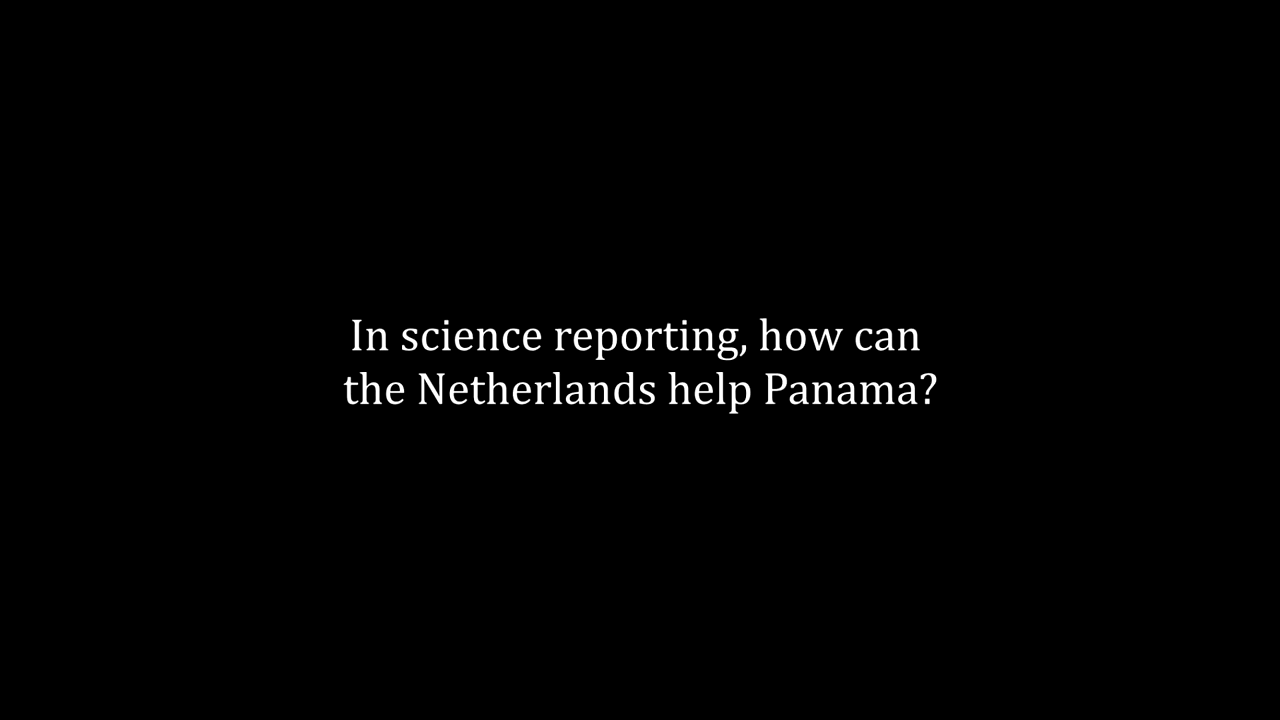 In science reporting, how can
the Netherlands help Panama?